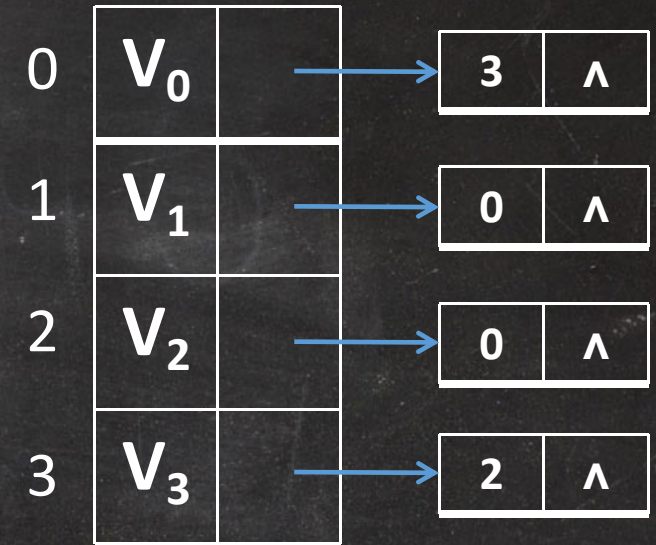 0 V₀ 3 ∧
1 V₁ 0 ∧
2 V₂ 0 ∧
3 V₃ 2 ∧